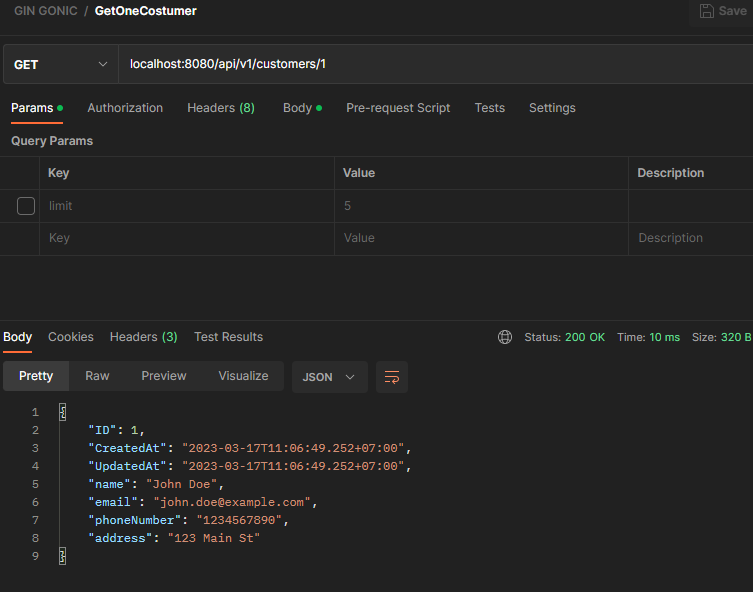 GIN GONIC / GetOneCostumer Save
GET localhost:8080/api/v1/customers/1
Params Authorization Headers (8) Body Pre-request Script Tests Settings
Query Params
Key Value Description
limit 5
Key Value Description
Body Cookies Headers (3) Test Results Status: 200 OK Time: 10 ms Size: 320 B
Pretty Raw Preview Visualize JSON
1 {
2 "ID": 1,
3 "CreatedAt": "2023-03-17T11:06:49.252+07:00",
4 "UpdatedAt": "2023-03-17T11:06:49.252+07:00",
5 "name": "John Doe",
6 "email": "john.doe@example.com",
7 "phoneNumber": "1234567890",
8 "address": "123 Main St"
9 }